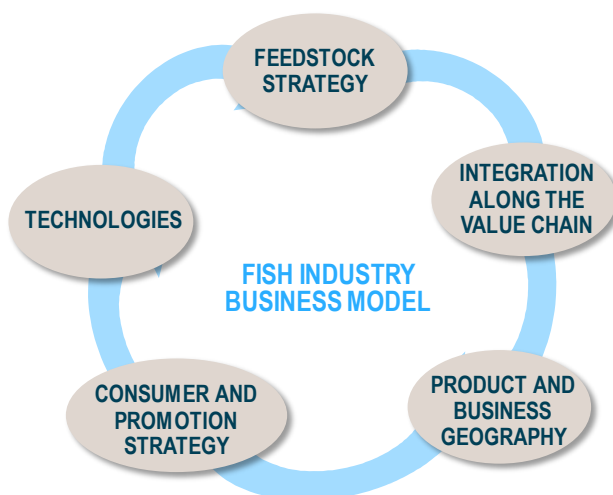 FEEDSTOCK
STRATEGY
INTEGRATION
ALONG THE
VALUE CHAIN
TECHNOLOGIES
FISH INDUSTRY
BUSINESS MODEL
PRODUCT AND
BUSINESS
GEOGRAPHY
CONSUMER AND
PROMOTION
STRATEGY